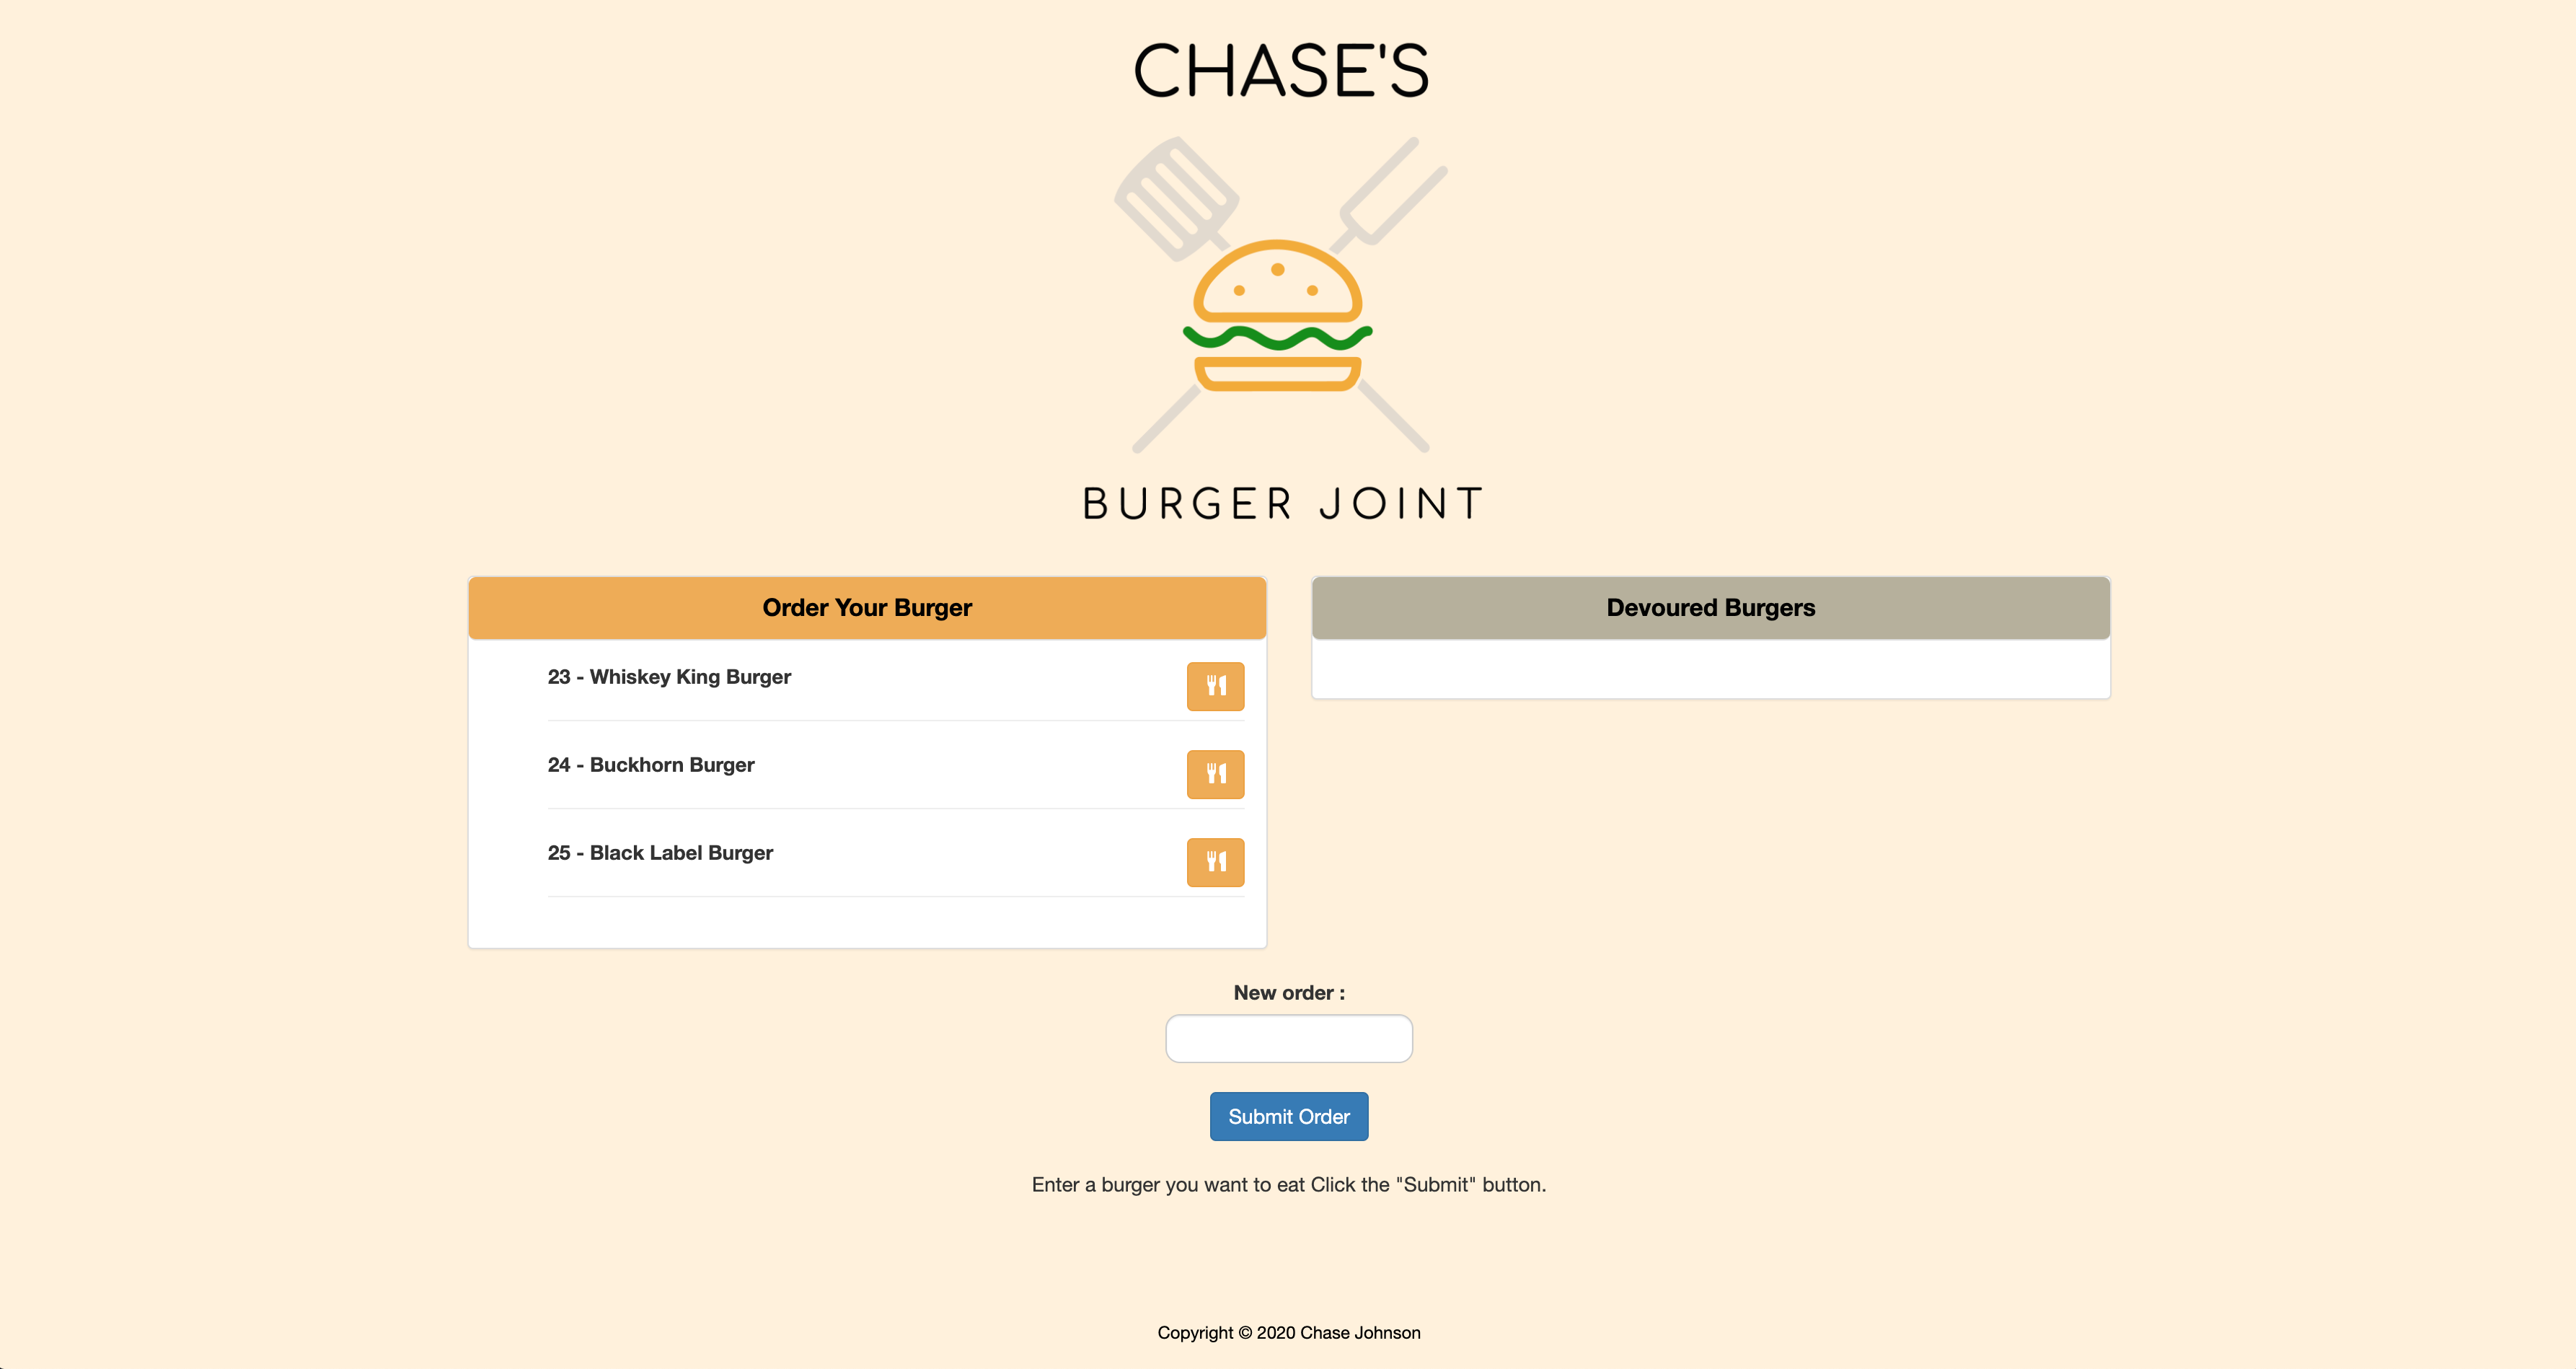 CHASE'S
BURGER JOINT
Order Your Burger
23 - Whiskey King Burger
24 - Buckhorn Burger
25 - Black Label Burger
Devoured Burgers
New order :
Submit Order
Enter a burger you want to eat Click the "Submit" button.
Copyright © 2020 Chase Johnson